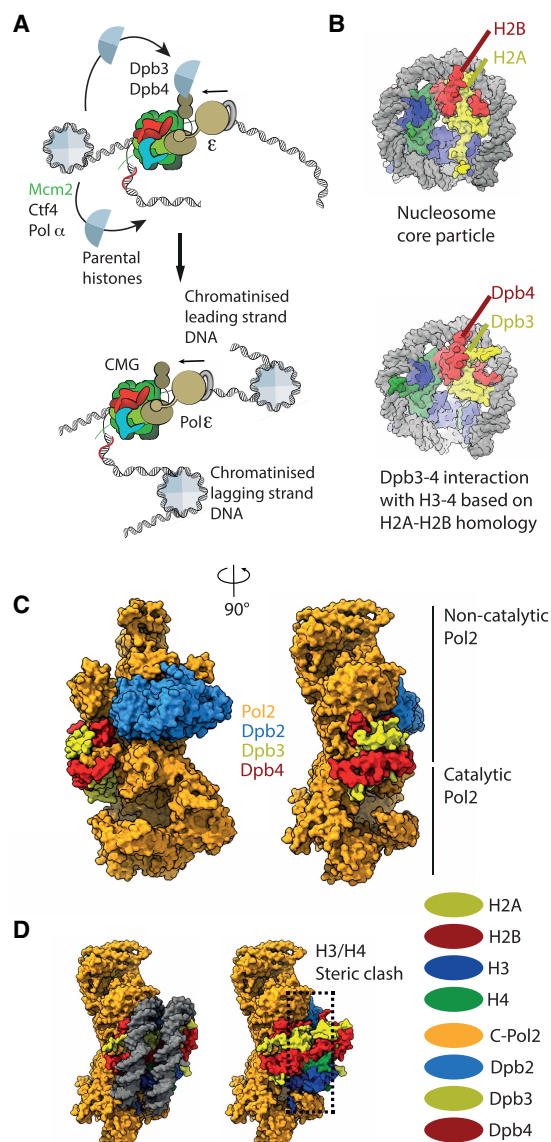 A
Dpb3
Dpb4
ε
Mcm2
Ctf4
Pol α
Parental
histones
Chromatinised
leading strand
DNA
CMG
Pol ε
Chromatinised
lagging strand
DNA
B
H2B
H2A
Nucleosome
core particle
Dpb4
Dpb3
Dpb3-4 interaction
with H3-4 based on
H2A-H2B homology
C
90°
Pol2
Dpb2
Dpb3
Dpb4
Non-catalytic
Pol2
Catalytic
Pol2
D
H3/H4
Steric clash
H2A
H2B
H3
H4
C-Pol2
Dpb2
Dpb3
Dpb4